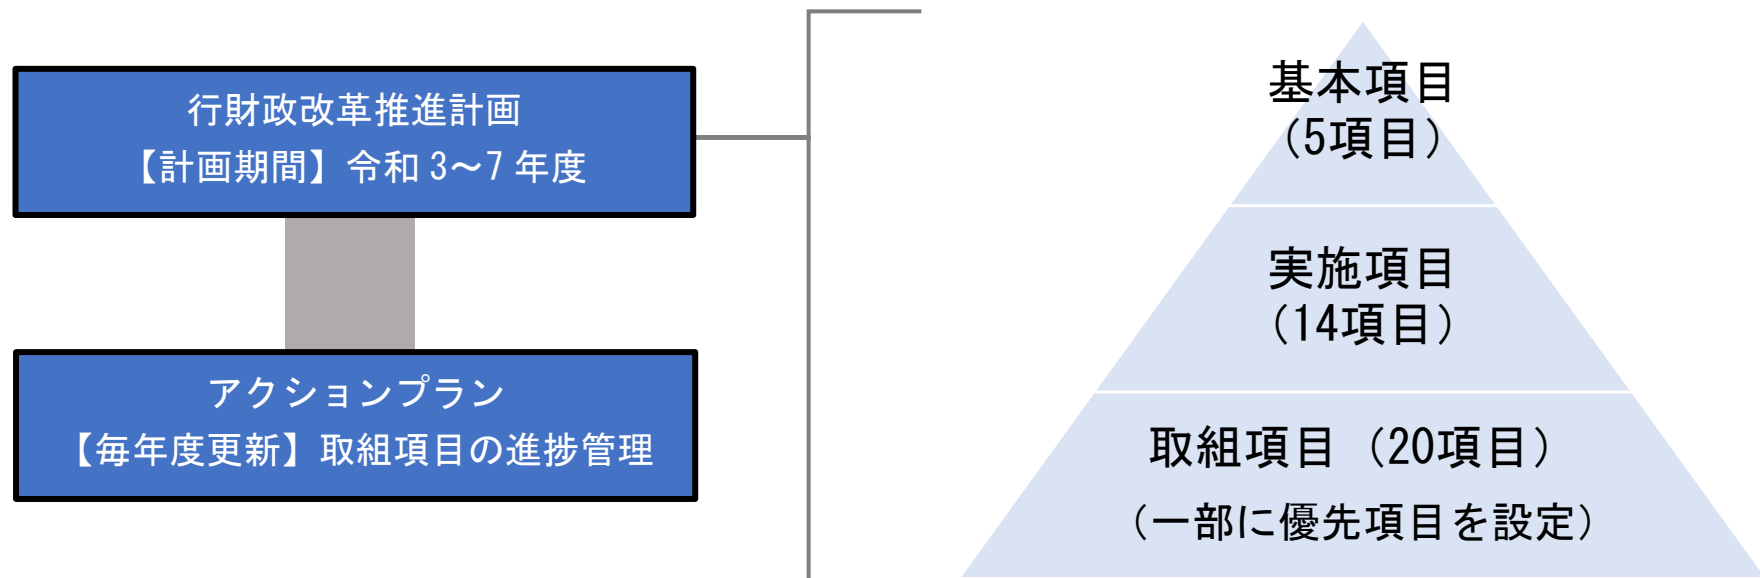 行財政改革推進計画
【計画期間】令和3～7年度
アクションプラン
【毎年度更新】取組項目の進捗管理
基本項目
（5項目）
実施項目
（14項目）
取組項目（20項目）
（一部に優先項目を設定）